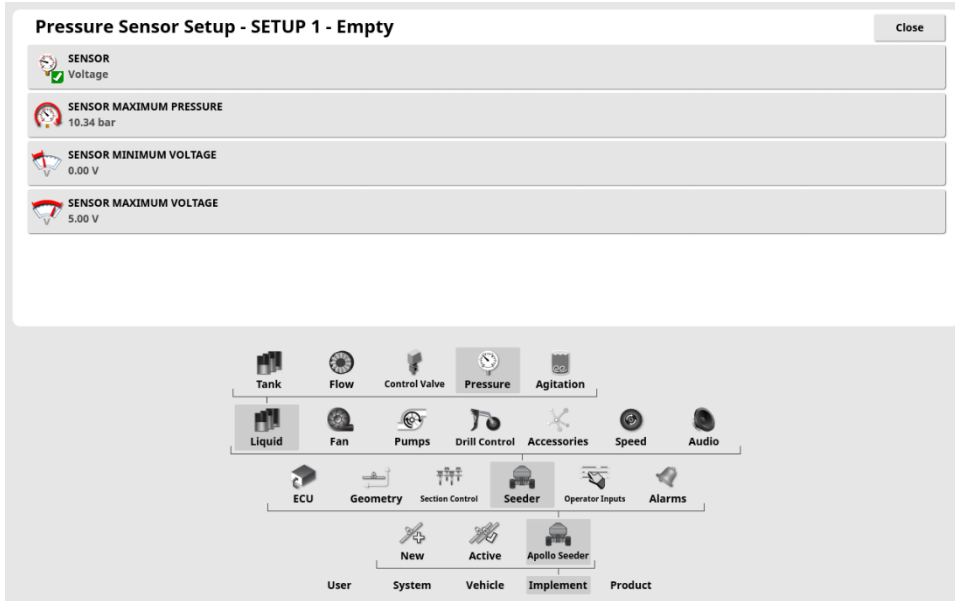 Pressure Sensor Setup - SETUP 1 - Empty
Close
SENSOR
Voltage
SENSOR MAXIMUM PRESSURE
10.34 bar
SENSOR MINIMUM VOLTAGE
V
0.00 V
SENSOR MAXIMUM VOLTAGE
V
5.00 V
Tank Flow Control Valve Pressure Agitation
Liquid Fan Pumps Drill Control Accessories Speed Audio
ECU Geometry Section Control Seeder Operator Inputs Alarms
New Active Apollo Seeder
User System Vehicle Implement Product